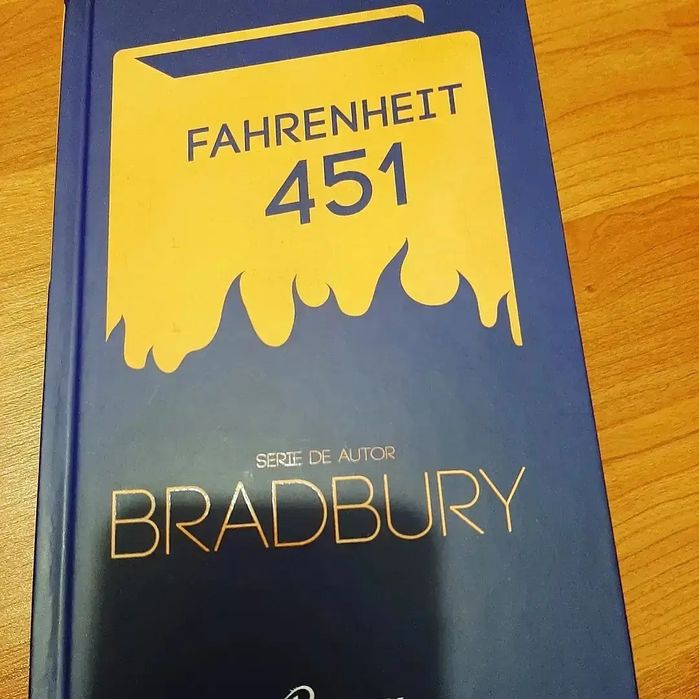 FAHRENHEIT
451
SERIE DE AUTOR
BRADBURY